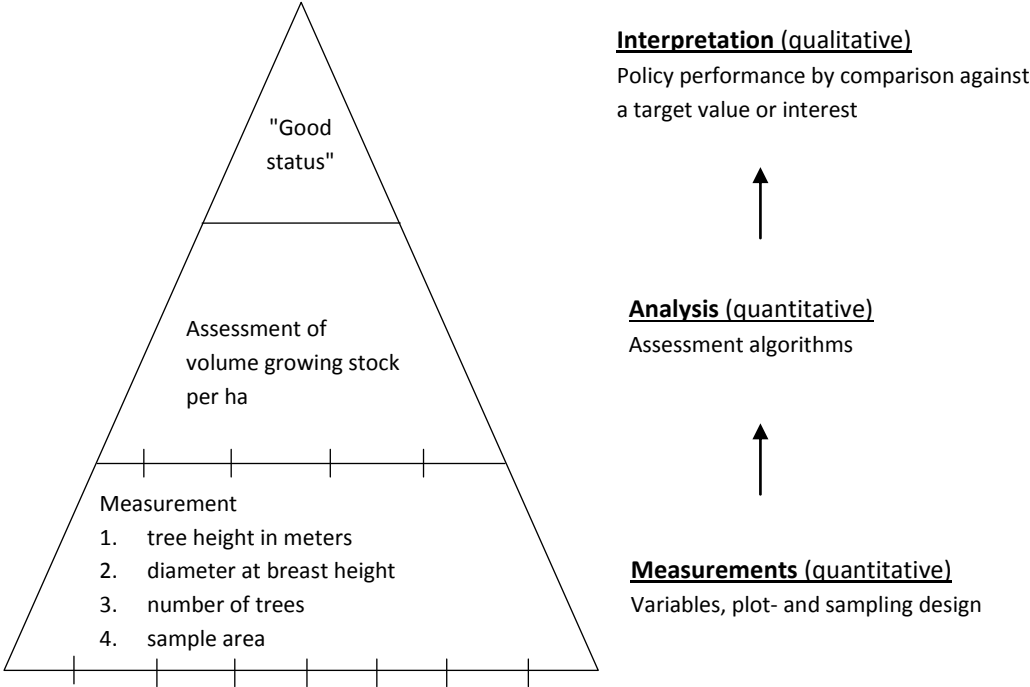 Interpretation (qualitative)
Policy performance by comparison against
a target value or interest
"Good
status"
Analysis (quantitative)
Assessment algorithms
Assessment of
volume growing stock
per ha
Measurement
1. tree height in meters
2. diameter at breast height
3. number of trees
4. sample area
Measurements (quantitative)
Variables, plot- and sampling design